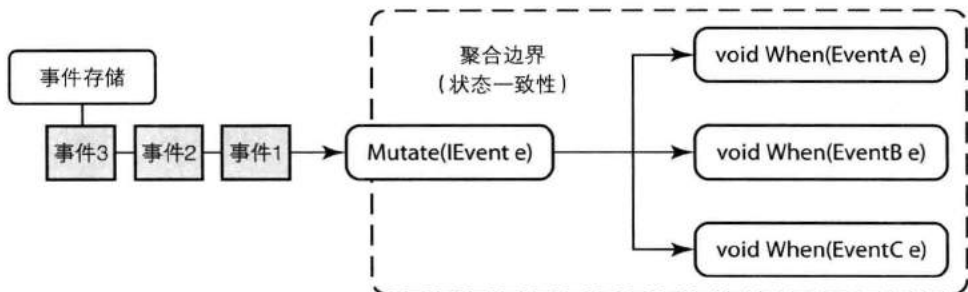 聚合边界
(状态一致性)
事件存储
事件3
事件2
事件1
Mutate(IEvent e)
void When(EventA e)
void When(EventB e)
void When(EventC e)